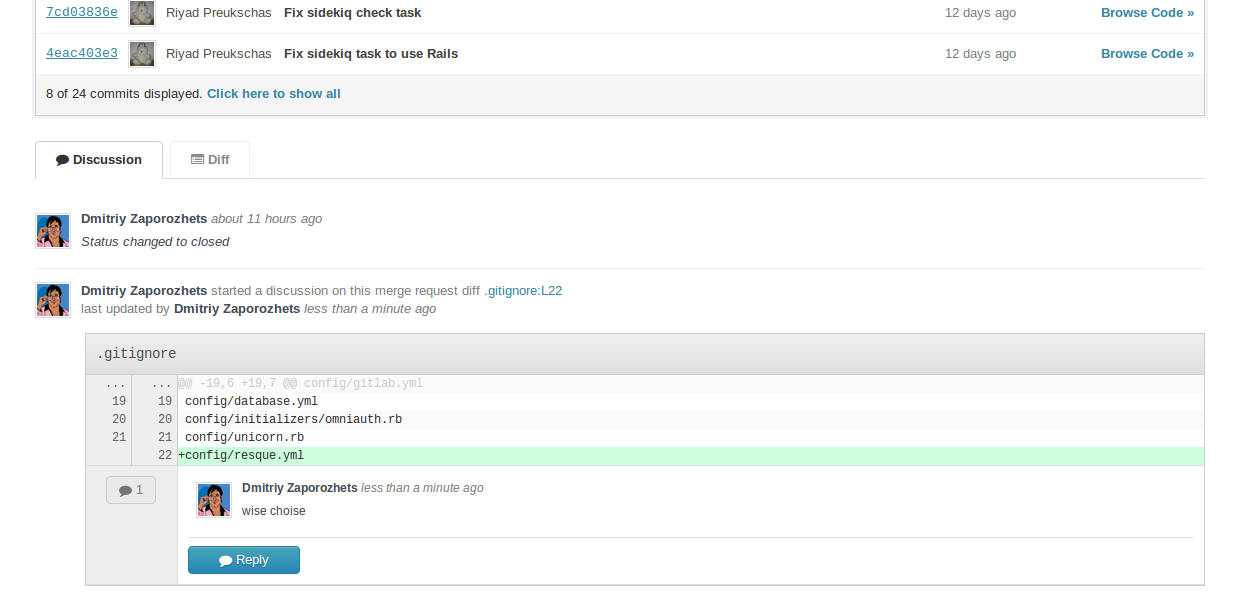 7cd03836e Riyad Preukschas Fix sidekiq check task 12 days ago Browse Code »
4eac403e3 Riyad Preukschas Fix sidekiq task to use Rails 12 days ago Browse Code »
8 of 24 commits displayed. Click here to show all
Discussion Diff
Dmitriy Zaporozhets about 11 hours ago
Status changed to closed
Dmitriy Zaporozhets started a discussion on this merge request diff .gitignore:L22
last updated by Dmitriy Zaporozhets less than a minute ago
.gitignore
... ... @@ -19,6 +19,7 @@ config/gitlab.yml
19 19 config/database.yml
20 20 config/initializers/omniauth.rb
21 21 config/unicorn.rb
22 +config/resque.yml
1 Dmitriy Zaporozhets less than a minute ago
wise choise
Reply